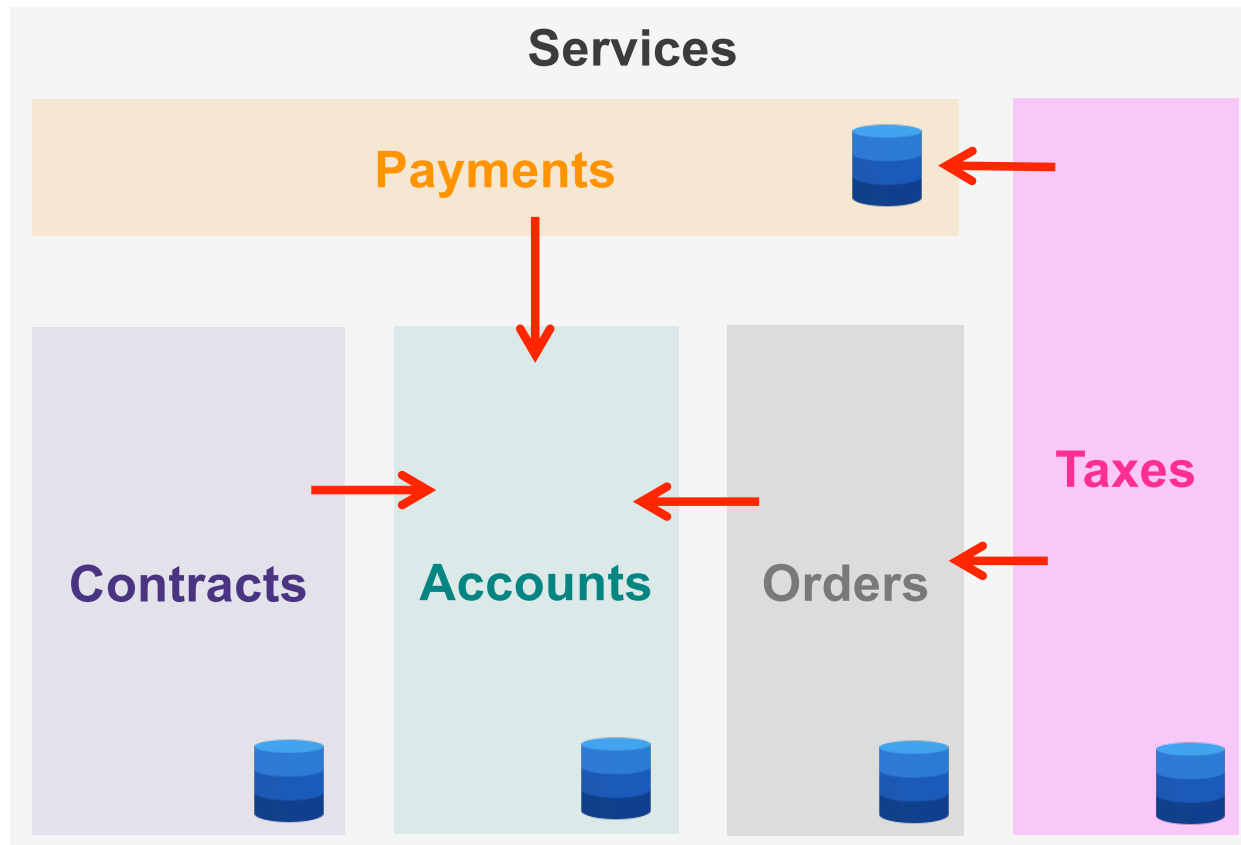 Services
Payments
Taxes
Contracts
Accounts
Orders